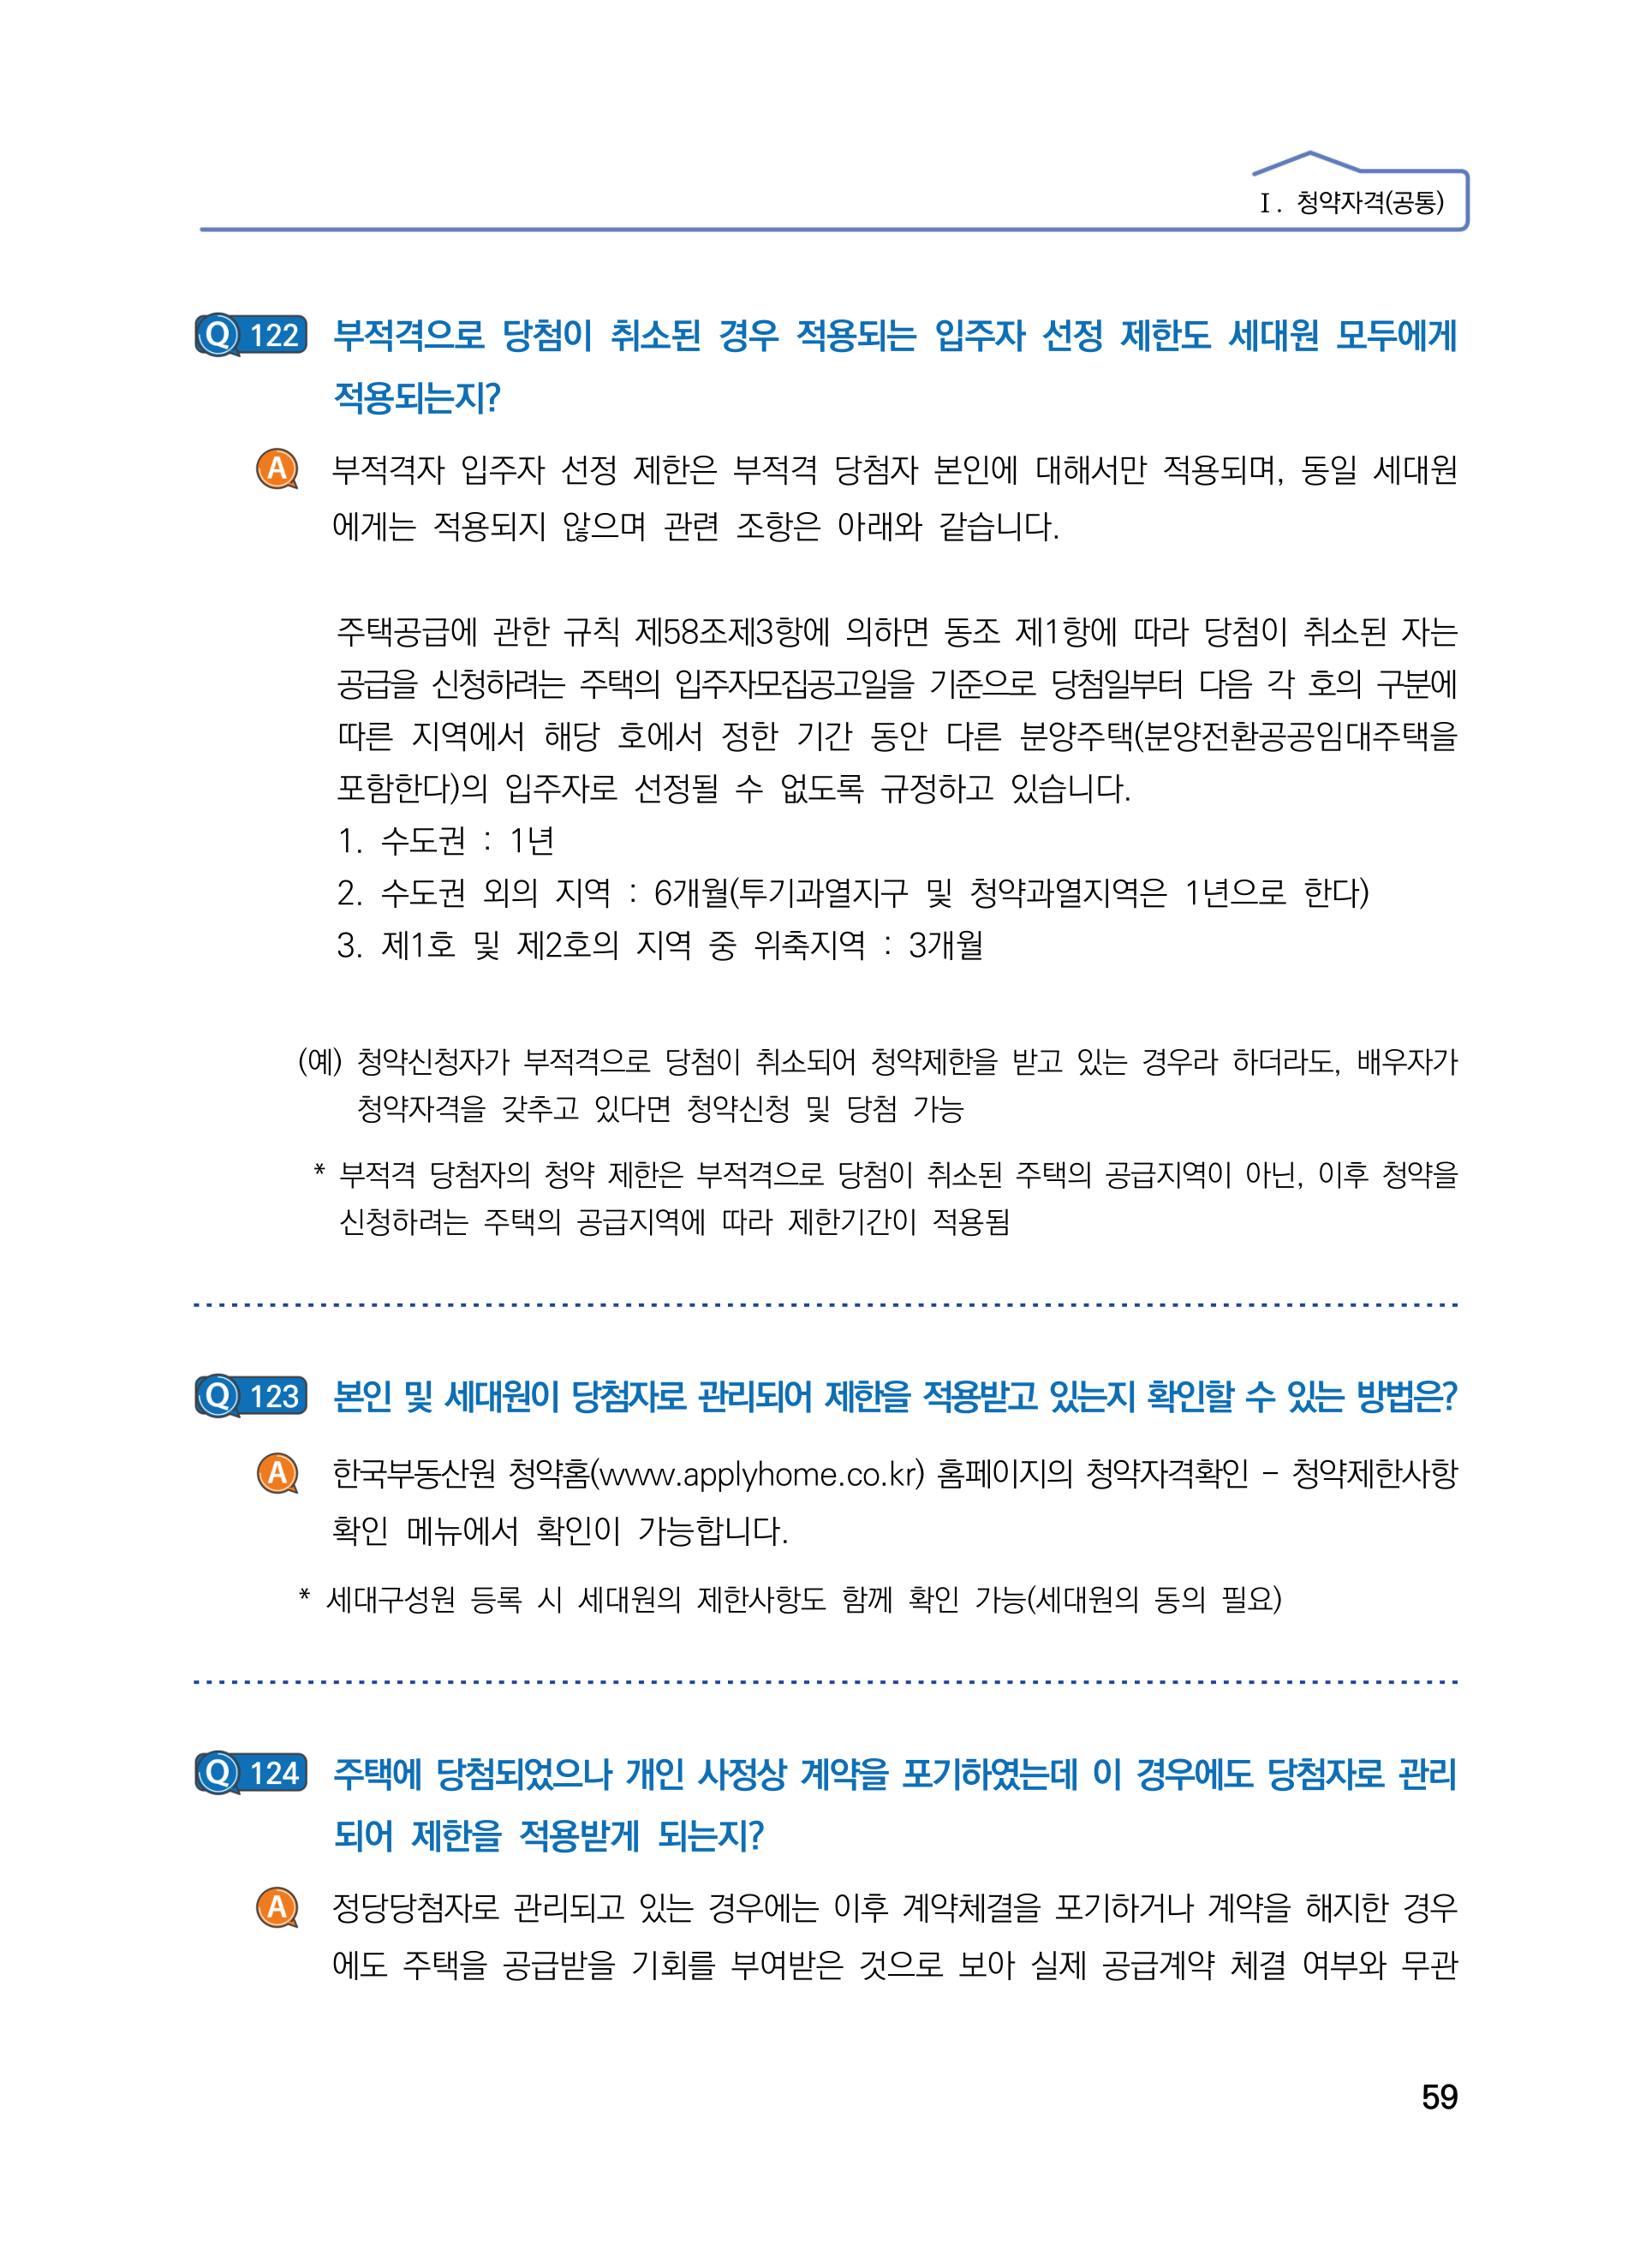 Ⅰ. 청약자격(공통)
Q 122 부적격으로 당첨이 취소된 경우 적용되는 입주자 선정 제한도 세대원 모두에게
적용되는지?
A 부적격자 입주자 선정 제한은 부적격 당첨자 본인에 대해서만 적용되며, 동일 세대원
에게는 적용되지 않으며 관련 조항은 아래와 같습니다.
주택공급에 관한 규칙 제58조제3항에 의하면 동조 제1항에 따라 당첨이 취소된 자는
공급을 신청하려는 주택의 입주자모집공고일을 기준으로 당첨일부터 다음 각 호의 구분에
따른 지역에서 해당 호에서 정한 기간 동안 다른 분양주택(분양전환공공임대주택을
포함한다)의 입주자로 선정될 수 없도록 규정하고 있습니다.
1. 수도권 : 1년
2. 수도권 외의 지역 : 6개월(투기과열지구 및 청약과열지역은 1년으로 한다)
3. 제1호 및 제2호의 지역 중 위축지역 : 3개월
(예) 청약신청자가 부적격으로 당첨이 취소되어 청약제한을 받고 있는 경우라 하더라도, 배우자가
청약자격을 갖추고 있다면 청약신청 및 당첨 가능
* 부적격 당첨자의 청약 제한은 부적격으로 당첨이 취소된 주택의 공급지역이 아닌, 이후 청약을
신청하려는 주택의 공급지역에 따라 제한기간이 적용됨
Q 123 본인 및 세대원이 당첨자로 관리되어 제한을 적용받고 있는지 확인할 수 있는 방법은?
A 한국부동산원 청약홈(www.applyhome.co.kr) 홈페이지의 청약자격확인 – 청약제한사항
확인 메뉴에서 확인이 가능합니다.
* 세대구성원 등록 시 세대원의 제한사항도 함께 확인 가능(세대원의 동의 필요)
Q 124 주택에 당첨되었으나 개인 사정상 계약을 포기하였는데 이 경우에도 당첨자로 관리
되어 제한을 적용받게 되는지?
A 정당당첨자로 관리되고 있는 경우에는 이후 계약체결을 포기하거나 계약을 해지한 경우
에도 주택을 공급받을 기회를 부여받은 것으로 보아 실제 공급계약 체결 여부와 무관
59